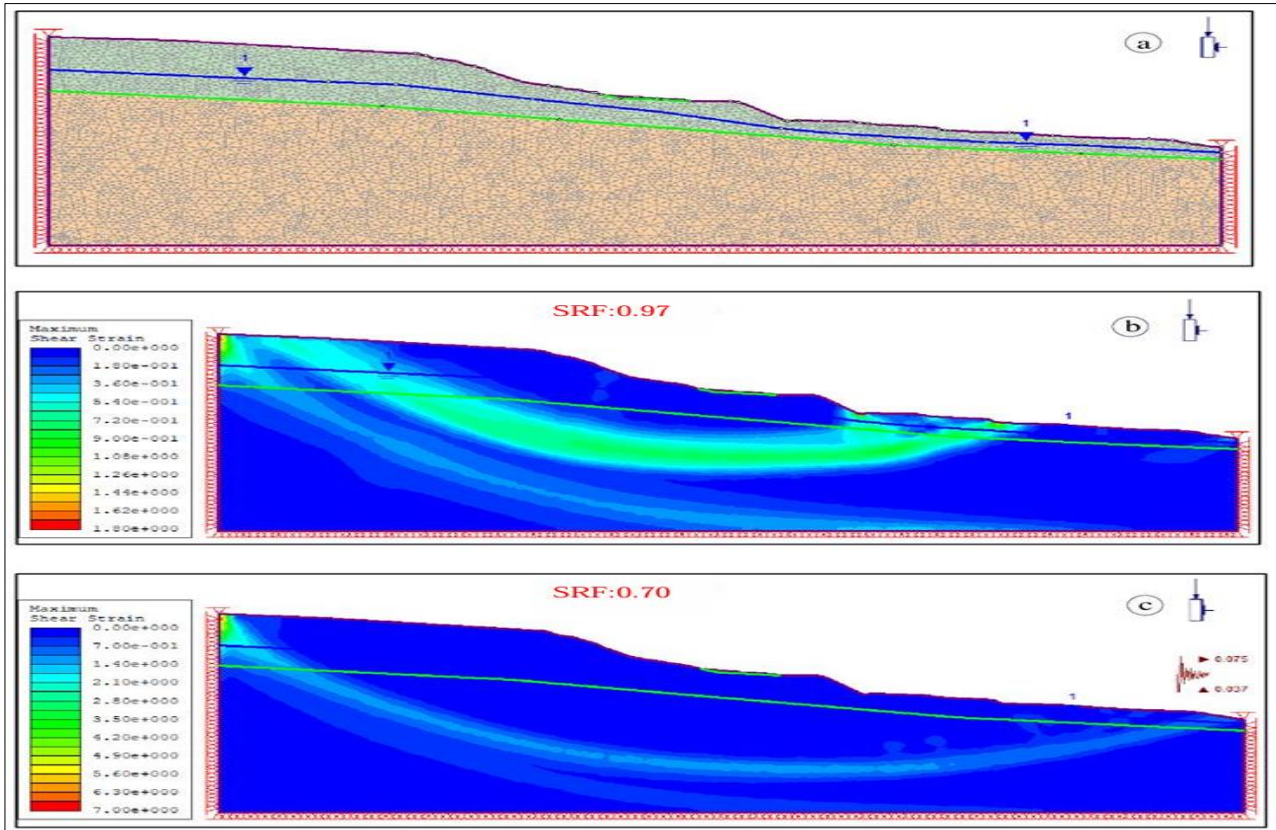 a
1
1
SRF:0.97
b
Maximum
Shear Strain
0.00e+000
1.80e-001
3.60e-001
5.40e-001
7.20e-001
9.00e-001
1.08e+000
1.26e+000
1.44e+000
1.62e+000
1.80e+000
1
1
SRF:0.70
c
Maximum
Shear Strain
0.00e+000
7.00e-001
1.40e+000
2.10e+000
2.80e+000
3.50e+000
4.20e+000
4.90e+000
5.60e+000
6.30e+000
7.00e+000
0.075
0.037
1